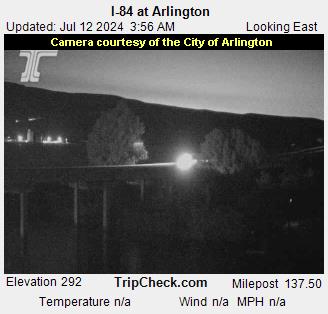 I-84 at Arlington
Updated: Jul 12 2024 3:56 AM Looking East
Camera courtesy of the City of Arlington
Elevation 292 TripCheck.com Milepost 137.50
Temperature n/a Wind n/a MPH n/a